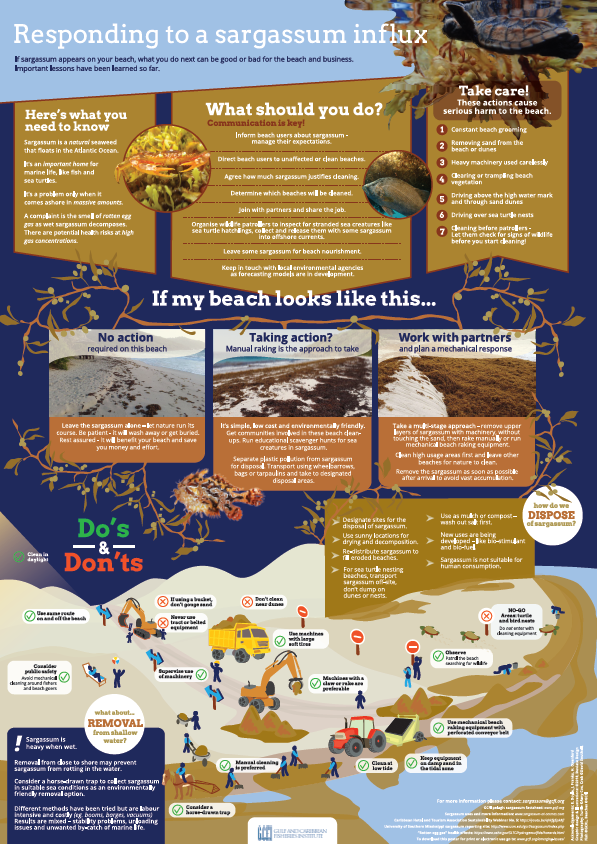 Responding to a sargassum influx
If sargassum appears on your beach, what you do next can be good or bad for the beach and business.
Important lessons have been learned so far.
Here's what you
need to know
Sargassum is a natural seaweed
that floats in the Atlantic Ocean.
It's an important home for
marine life, like fish and
sea turtles.
It's a problem only when it
comes ashore in massive amounts.
A complaint is the smell of rotten egg
gas as wet sargassum decomposes.
There are potential health risks at high
gas concentrations.
What should you do?
Communication is key!
Inform beach users about sargassum -
manage their expectations.
Direct beach users to unaffected or clean beaches.
Agree how much sargassum justifies cleaning.
Determine which beaches will be cleaned.
Join with partners and share the job.
Organise wildlife patrollers to inspect for stranded sea creatures like
sea turtle hatchlings, collect and release them with some sargassum
into offshore currents.
Leave some sargassum for beach nourishment.
Keep in touch with local environmental agencies
as forecasting models are in development.
Take care!
These actions cause
serious harm to the beach.
1 Constant beach grooming
2 Removing sand from the
beach or dunes
3 Heavy machinery used carelessly
4 Clearing or trampling beach
vegetation
5 Driving above the high water mark
and through sand dunes
6 Driving over sea turtle nests
7 Cleaning before patrollers -
Let them check for signs of wildlife
before you start cleaning!
If my beach looks like this...
No action
required on this beach
Leave the sargassum alone – let nature run its
course. Be patient - it will wash away or get buried.
Rest assured - it will benefit your beach and save
you money and effort.
Taking action?
Manual raking is the approach to take
It's simple, low cost and environmentally friendly.
Get communities involved in these beach clean-
ups. Run educational scavenger hunts for sea
creatures in sargassum.
Separate plastic pollution from sargassum
for disposal. Transport using wheelbarrows,
bags or tarpaulins and take to designated
disposal areas.
Work with partners
and plan a mechanical response
Take a multi-stage approach - remove upper
layers of sargassum with machinery, without
touching the sand, then rake manually or run
mechanical beach raking equipment.
Clean high usage areas first and leave other
beaches for nature to clean.
Remove the sargassum as soon as possible
after arrival to avoid vast accumulation.
how do we
DISPOSE
of sargassum?
Designate sites for the
disposal of sargassum.
Use sunny locations for
drying and decomposition.
Re-distribute sargassum to
fill eroded beaches.
For sea turtle nesting
beaches, transport
sargassum off-site,
don't dump on
dunes or nests.
Use as mulch or compost –
wash out salt first.
New uses are being
developed - like bio-stimulant
and bio-fuel.
Sargassum is not suitable for
human consumption.
Do's
&
Don'ts
Clean in
daylight
Use same route
on and off the beach
If using a bucket,
don't gouge sand
Never use
track or belted
equipment
Don't clean
near dunes
Use machines
with large
soft tires
NO-GO
Areas: turtle
and bird nests
Do not enter with
cleaning equipment
Observe
Patrol the beach
searching for wildlife
Consider
public safety
Avoid mechanical
cleaning around fishers
and beach goers
Supervise use
of machinery
Machines with a
claw or rake are
preferable
what about...
REMOVAL
from shallow
water?
! Sargassum is
heavy when wet.
Removal from close to shore may prevent
sargassum from rotting in the water.
Consider a horse-drawn trap to collect sargassum
in suitable sea conditions as an environmentally
friendly removal option.
Different methods have been tried but are labour
intensive and costly (eg. booms, barges, vacuums)
Results are mixed – stability problems, unloading
issues and unwanted by-catch of marine life.
Use mechanical beach
raking equipment with
perforated conveyor belt
Manual cleaning
is preferred
Clean at
low tide
Keep equipment
on damp sand in
the tidal zone
Consider a
horse-drawn trap
GULF AND CARIBBEAN
FISHERIES INSTITUTE
For more information please contact: sargassum@gcfi.org